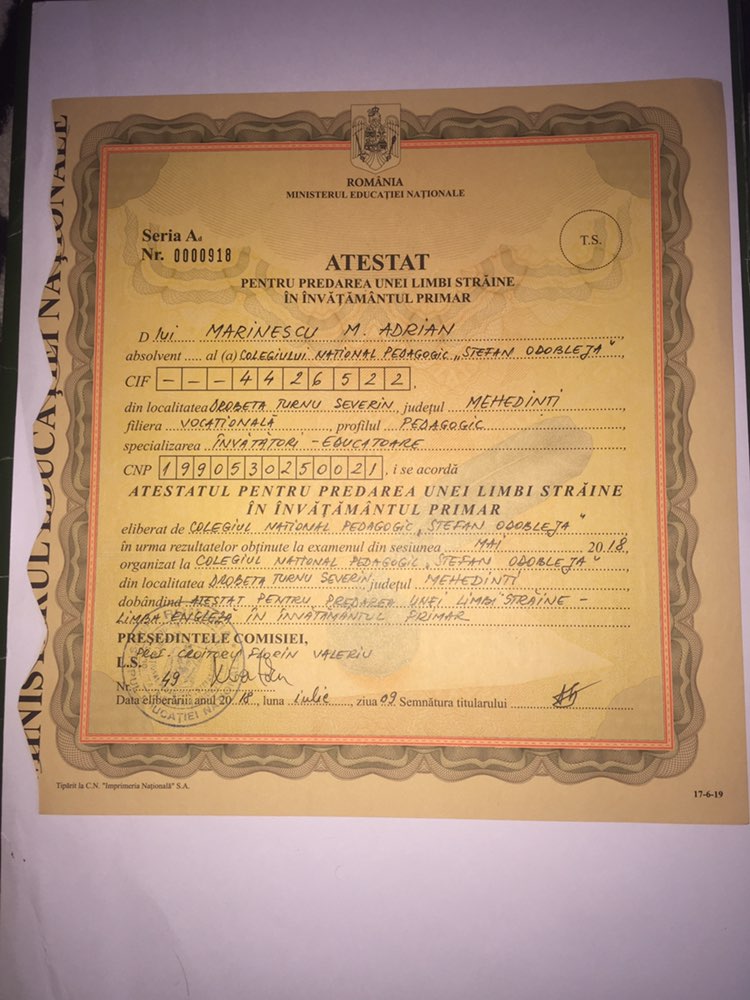 MINISTERUL EDUCAȚIEI NAȚIONALE
ROMÂNIA
MINISTERUL EDUCAȚIEI NAȚIONALE
Seria Ad
Nr. 0000918
T.S.
ATESTAT
PENTRU PREDAREA UNEI LIMBI STRĂINE
IN ÎNVĂȚĂMÂNTUL PRIMAR
D lui MARINESCU M. ADRIAN
absolvent ..... al (a) COLEGIULUI NAȚIONAL PEDAGOGIC „ȘTEFAN ODOBLEJA"
CIF – – – 4 4 2 6 5 2 2,
din localitatea DROBETA TURNU SEVERIN, județul MEHEDINȚI
filiera VOCAȚIONALĂ, profilul PEDAGOGIC
specializarea ÎNVĂȚĂTORI - EDUCATOARE
CNP 1 9 9 0 5 3 0 2 5 0 0 2 1, i se acordă
ATESTATUL PENTRU PREDAREA UNEI LIMBI STRĂINE
ÎN ÎNVĂȚĂMÂNTUL PRIMAR
eliberat de COLEGIUL NAȚIONAL PEDAGOGIC „ȘTEFAN ODOBLEJA"
în urma rezultatelor obținute la examenul din sesiunea MAI 2018,
organizat la COLEGIUL NAȚIONAL PEDAGOGIC „ȘTEFAN ODOBLEJA"
din localitatea DROBETA TURNU SEVERIN, județul MEHEDINȚI
dobândind ATESTAT PENTRU PREDAREA UNEI LIMBI STRĂINE -
LIMBA ENGLEZĂ ÎN ÎNVĂȚĂMÂNTUL PRIMAR
PREȘEDINTELE COMISIEI,
Prof. CROITORU FLORIN VALERIU
L.S.
Nr. 49
Data eliberării: anul 2018, luna iulie, ziua 09 Semnătura titularului
Tipărit la C.N. "Imprimeria Națională" S.A.
17-6-19